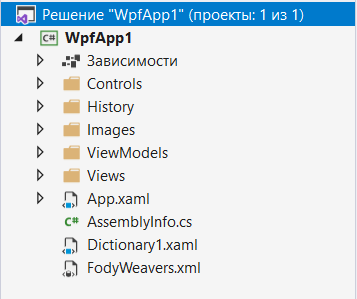 Решение "WpfApp1" (проекты: 1 из 1)
C# WpfApp1
Зависимости
Controls
History
Images
ViewModels
Views
App.xaml
C# AssemblyInfo.cs
Dictionary1.xaml
FodyWeavers.xml